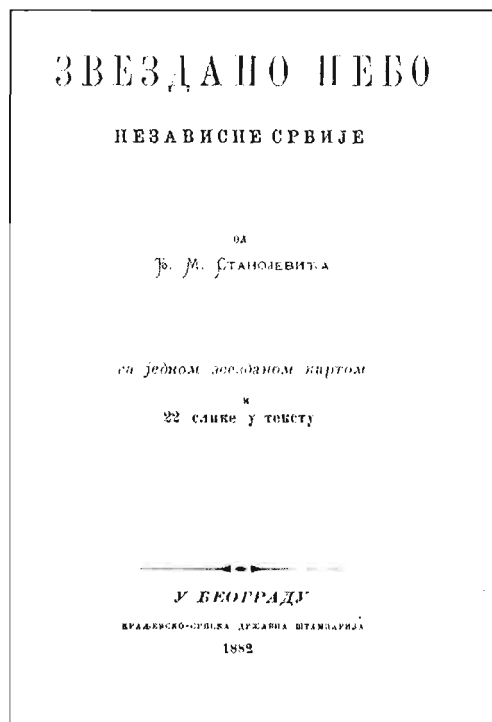 ЗВЕЗДАНО НЕБО
НЕЗАВИСНЕ СРБИЈЕ
ОД
Ђ. М. СТАНОЈЕВИЋА
са једном звезданом картом
и
22 слике у тексту
У БЕОГРАДУ
КРАЉЕВСКО-СРПСКА ДРЖАВНА ШТАМПАРИЈА
1882